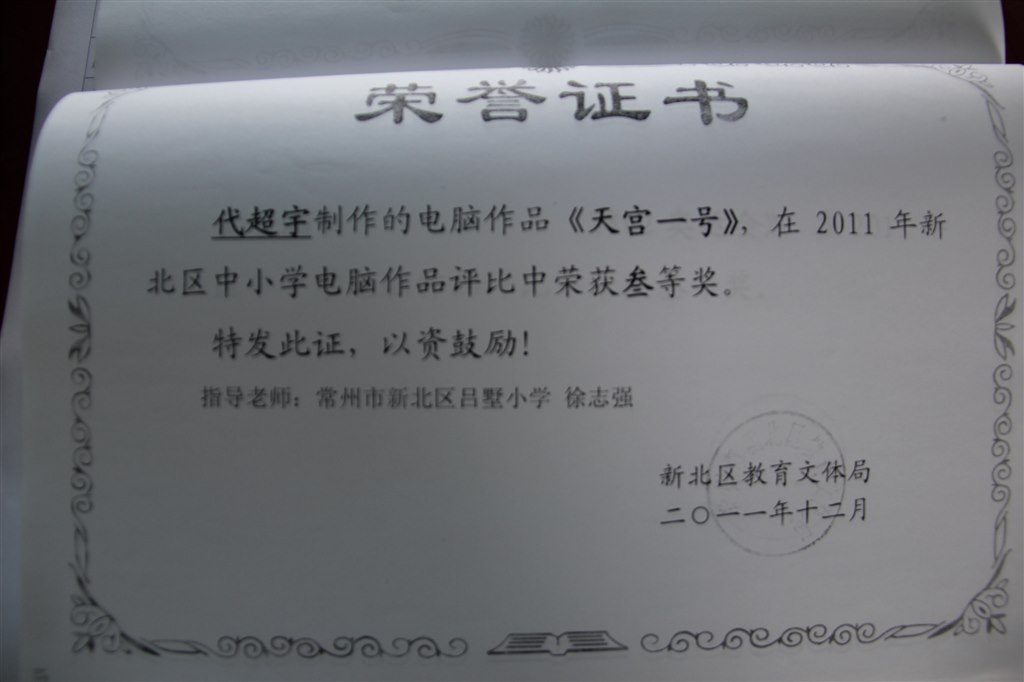 荣誉证书
代超宇制作的电脑作品《天宫一号》，在 2011 年新
北区中小学电脑作品评比中荣获叁等奖。
特发此证，以资鼓励！
指导老师：常州市新北区吕墅小学 徐志强
新北区教育文体局
二〇一一年十二月